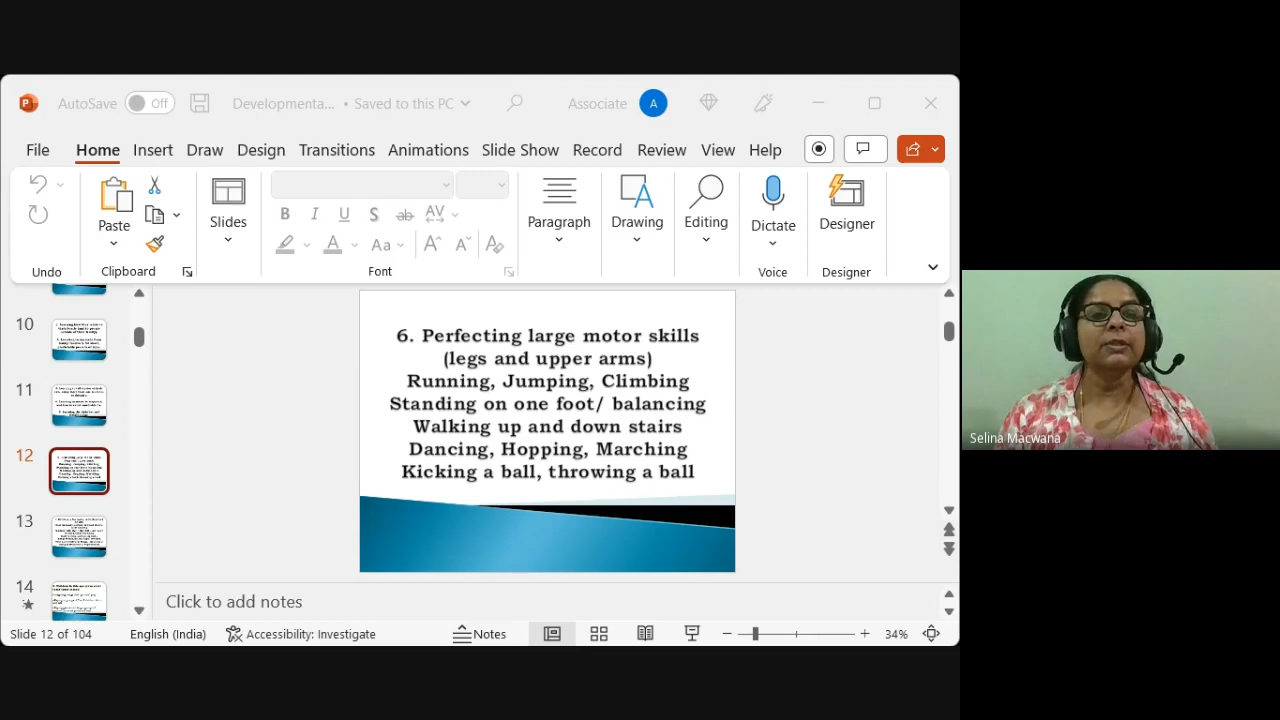 AutoSave Off Developmenta... • Saved to this PC Associate A
File Home Insert Draw Design Transitions Animations Slide Show Record Review View Help
Paste Slides B I U S ab AV Aa A A A Paragraph Drawing Editing Dictate Designer
Undo Clipboard Font Voice Designer
10
11
12
13
14
6. Perfecting large motor skills
(legs and upper arms)
Running, Jumping, Climbing
Standing on one foot/ balancing
Walking up and down stairs
Dancing, Hopping, Marching
Kicking a ball, throwing a ball
Click to add notes
Slide 12 of 104 English (India) Accessibility: Investigate Notes 34%
Selina Macwana